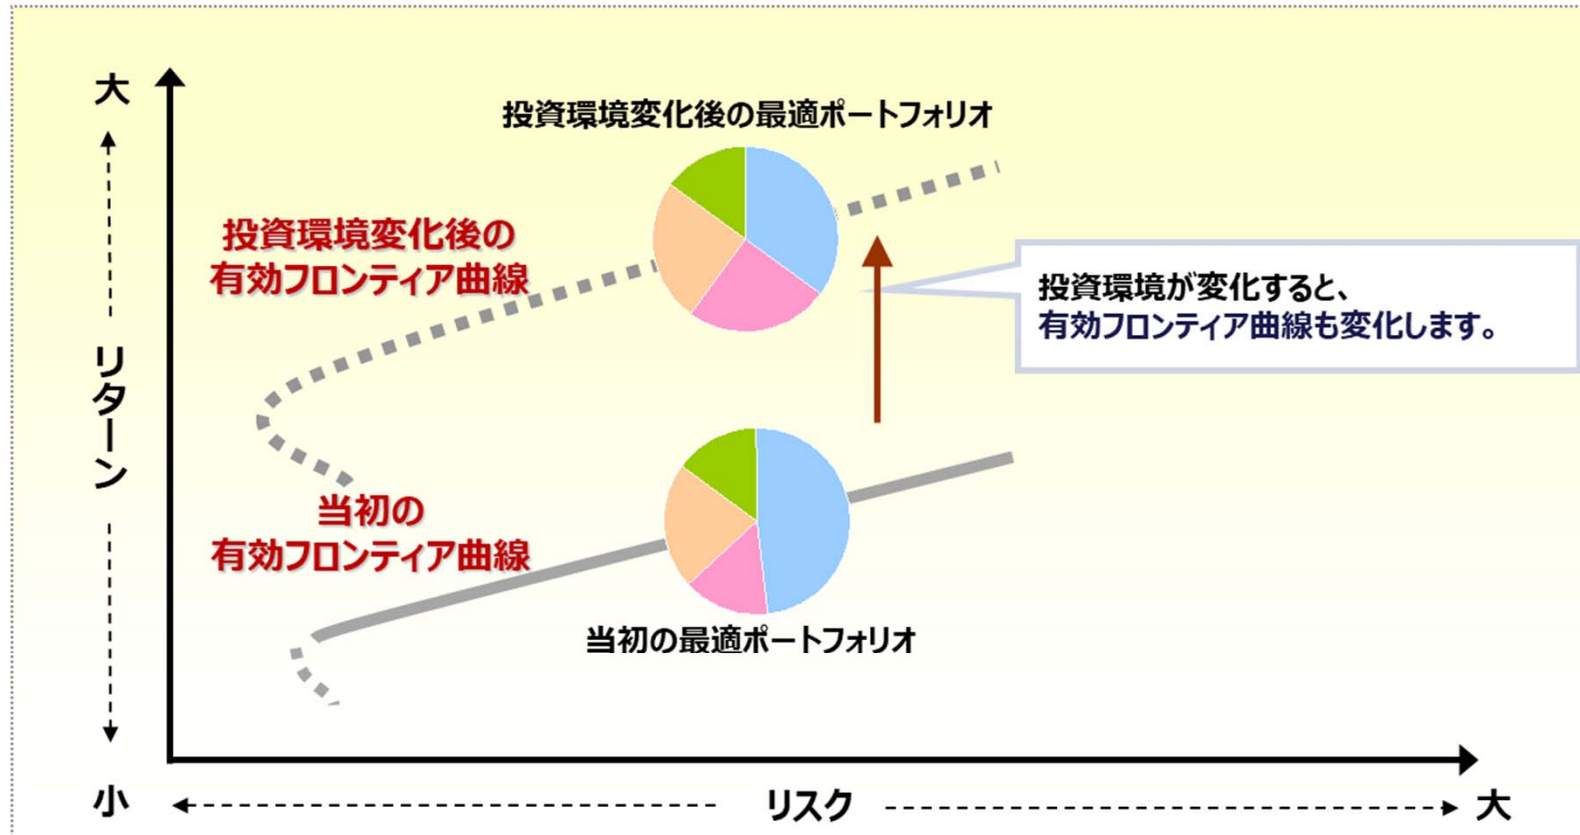 大
投資環境変化後の最適ポートフォリオ
投資環境変化後の
有効フロンティア曲線
投資環境が変化すると、
有効フロンティア曲線も変化します。
リターン
当初の
有効フロンティア曲線
当初の最適ポートフォリオ
小
リスク
大